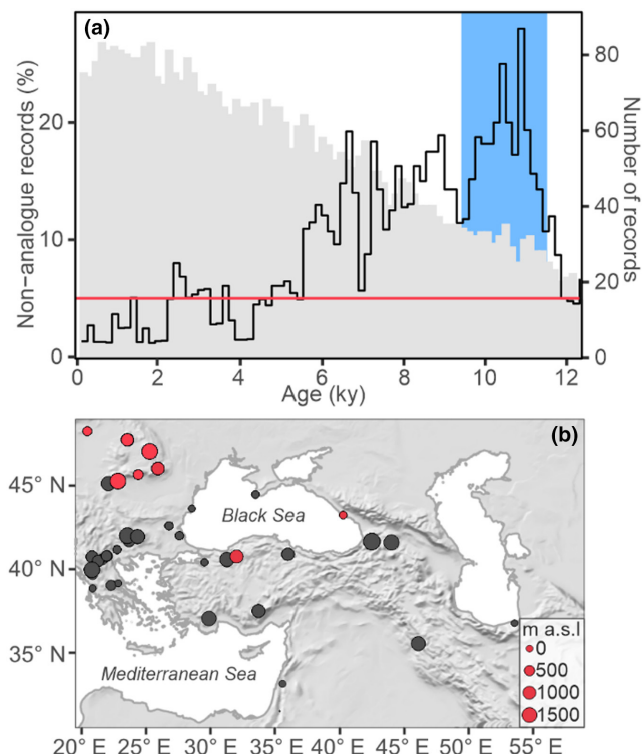 (a)
Non-analogue records (%)
20
10
0
80
60
40
20
0
Number of records
0 2 4 6 8 10 12
Age (ky)
(b)
45° N
40° N
35° N
Black Sea
Mediterranean Sea
m a.s.l
0
500
1000
1500
20° E 25° E 30° E 35° E 40° E 45° E 50° E 55° E